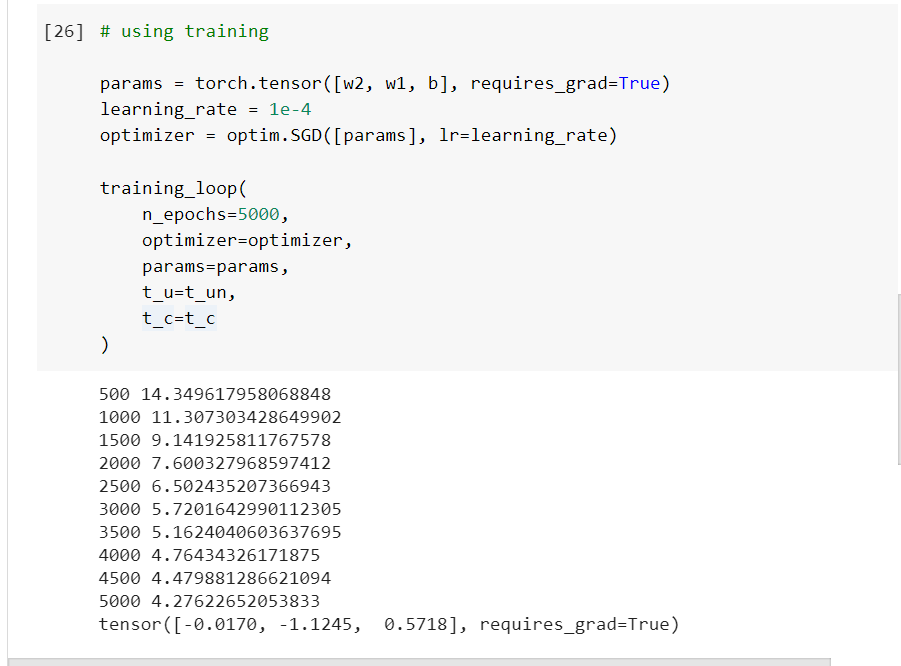 [26] # using training
params = torch.tensor([w2, w1, b], requires_grad=True)
learning_rate = 1e-4
optimizer = optim.SGD([params], lr=learning_rate)
training_loop(
n_epochs=5000,
optimizer=optimizer,
params=params,
t_u=t_un,
t_c=t_c
)
500 14.349617958068848
1000 11.307303428649902
1500 9.141925811767578
2000 7.600327968597412
2500 6.502435207366943
3000 5.7201642990112305
3500 5.1624040603637695
4000 4.76434326171875
4500 4.479881286621094
5000 4.27622652053833
tensor([-0.0170, -1.1245,  0.5718], requires_grad=True)